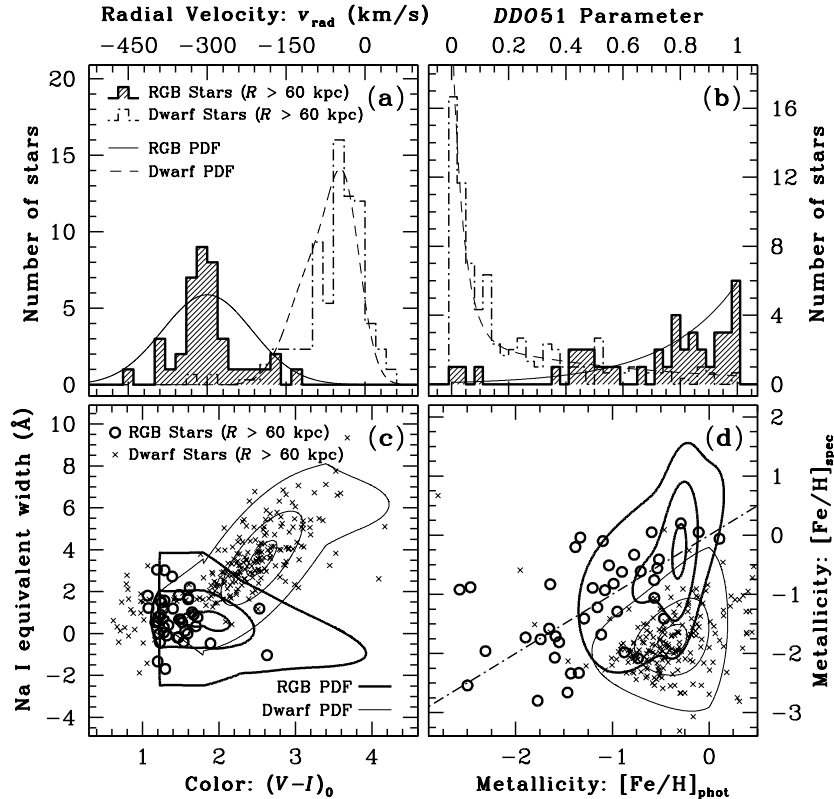 Radial Velocity: v_rad (km/s)
DDO51 Parameter
−450 −300 −150 0
0 0.2 0.4 0.6 0.8 1
(a)
RGB Stars (R > 60 kpc)
Dwarf Stars (R > 60 kpc)
RGB PDF
Dwarf PDF
Number of stars
20
15
10
5
0
(b)
Number of stars
16
12
8
4
0
(c)
RGB Stars (R > 60 kpc)
Dwarf Stars (R > 60 kpc)
Na I equivalent width (Å)
10
8
6
4
2
0
−2
−4
RGB PDF
Dwarf PDF
1 2 3 4
Color: (V−I)₀
(d)
Metallicity: [Fe/H]spec
2
1
0
−1
−2
−3
−2 −1 0
Metallicity: [Fe/H]phot